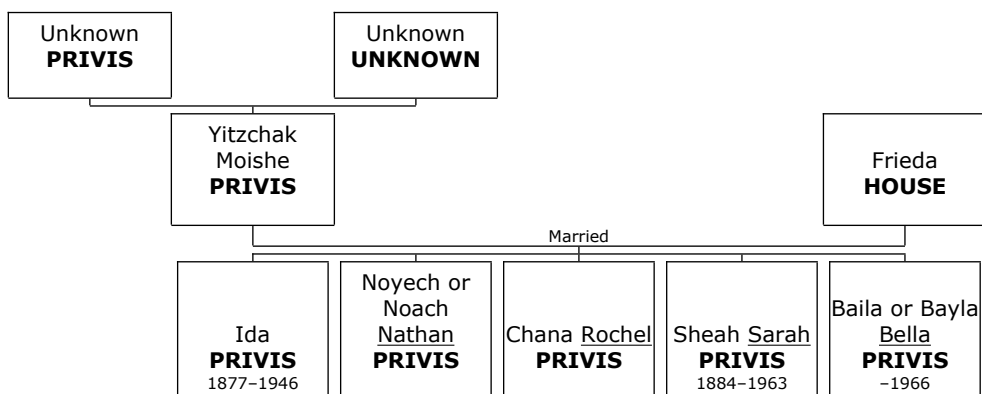 Unknown
PRIVIS
Unknown
UNKNOWN
Yitzchak
Moishe
PRIVIS
Frieda
HOUSE
Married
Ida
PRIVIS
1877–1946
Noyech or
Noach
Nathan
PRIVIS
Chana Rochel
PRIVIS
Sheah Sarah
PRIVIS
1884–1963
Baila or Bayla
Bella
PRIVIS
–1966